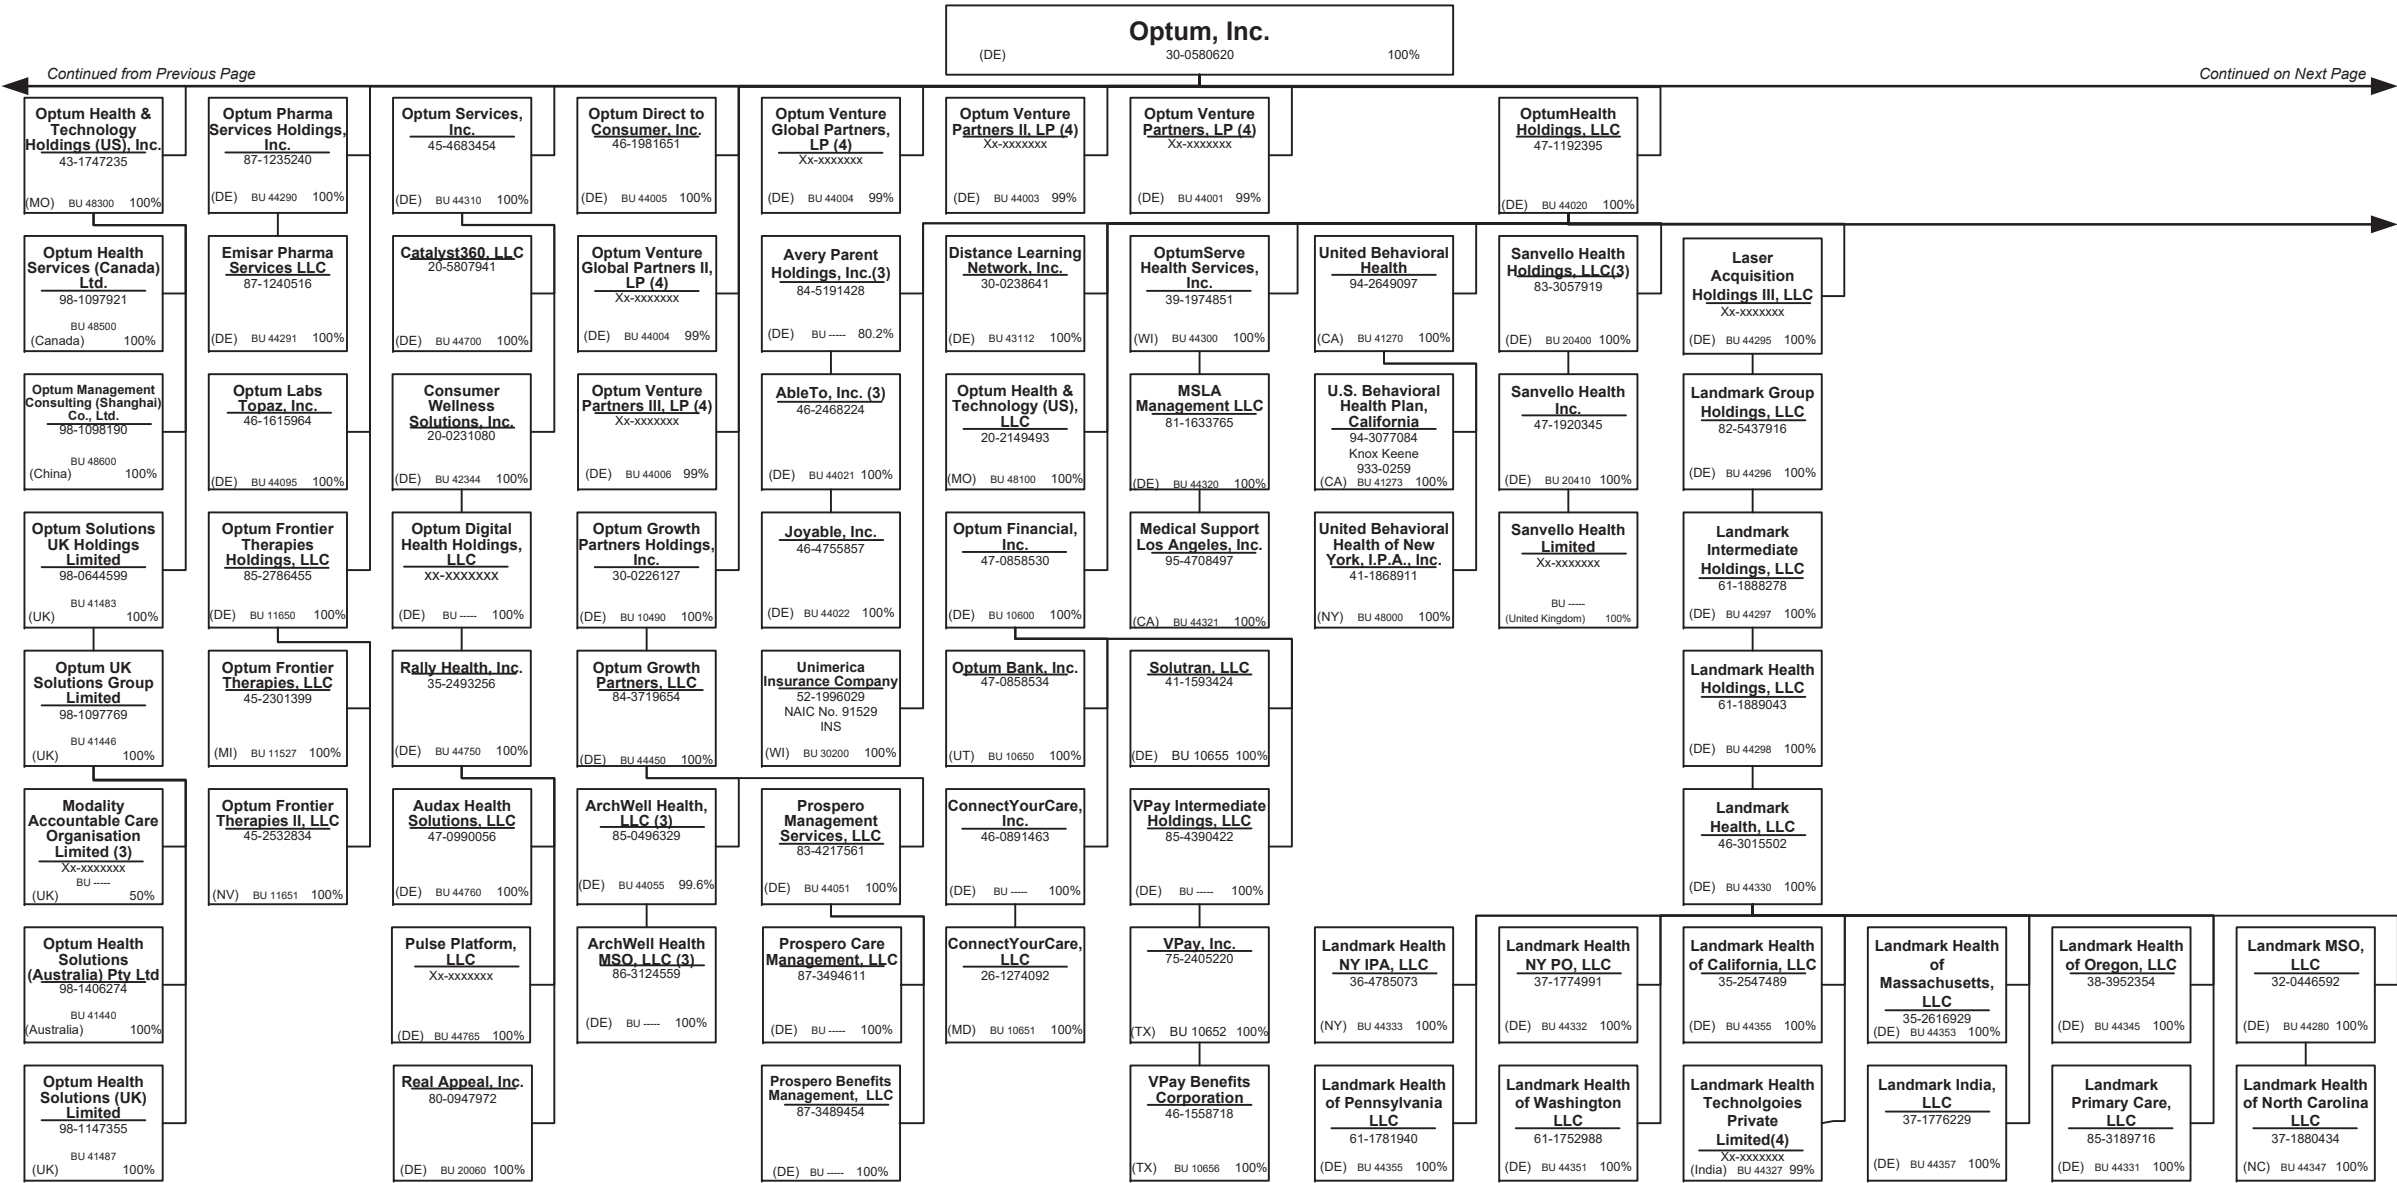 Optum, Inc.
(DE) 30-0580620 100%
Continued from Previous Page
Continued on Next Page
Optum Health &
Technology
Holdings (US), Inc.
43-1747235
(MO) BU 48300 100%
Optum Pharma
Services Holdings,
Inc.
87-1235240
(DE) BU 44290 100%
Optum Services,
Inc.
45-4683454
(DE) BU 44310 100%
Optum Direct to
Consumer, Inc.
46-1981651
(DE) BU 44005 100%
Optum Venture
Global Partners,
LP (4)
Xx-xxxxxxx
(DE) BU 44004 99%
Optum Venture
Partners II, LP (4)
Xx-xxxxxxx
(DE) BU 44003 99%
Optum Venture
Partners, LP (4)
Xx-xxxxxxx
(DE) BU 44001 99%
OptumHealth
Holdings, LLC
47-1192395
(DE) BU 44020 100%
Optum Health
Services (Canada)
Ltd.
98-1097921
BU 48500
(Canada) 100%
Emisar Pharma
Services LLC
87-1240516
(DE) BU 44291 100%
Catalyst360, LLC
20-5807941
(DE) BU 44700 100%
Optum Venture
Global Partners II,
LP (4)
Xx-xxxxxxx
(DE) BU 44004 99%
Avery Parent
Holdings, Inc.(3)
84-5191428
(DE) BU ----- 80.2%
Distance Learning
Network, Inc.
30-0238641
(DE) BU 43112 100%
OptumServe
Health Services,
Inc.
39-1974851
(WI) BU 44300 100%
United Behavioral
Health
94-2649097
(CA) BU 41270 100%
Sanvello Health
Holdings, LLC(3)
83-3057919
(DE) BU 20400 100%
Laser
Acquisition
Holdings III, LLC
Xx-xxxxxxx
(DE) BU 44295 100%
Optum Management
Consulting (Shanghai)
Co., Ltd.
98-1098190
BU 48600
(China) 100%
Optum Labs
Topaz, Inc.
46-1615964
(DE) BU 44095 100%
Consumer
Wellness
Solutions, Inc.
20-0231080
(DE) BU 42344 100%
Optum Venture
Partners III, LP (4)
Xx-xxxxxxx
(DE) BU 44006 99%
AbleTo, Inc. (3)
46-2468224
(DE) BU 44021 100%
Optum Health &
Technology (US),
LLC
20-2149493
(MO) BU 48100 100%
MSLA
Management LLC
81-1633765
(DE) BU 44320 100%
U.S. Behavioral
Health Plan,
California
94-3077084
Knox Keene
933-0259
(CA) BU 41273 100%
Sanvello Health
Inc.
47-1920345
(DE) BU 20410 100%
Landmark Group
Holdings, LLC
82-5437916
(DE) BU 44296 100%
Optum Solutions
UK Holdings
Limited
98-0644599
BU 41483
(UK) 100%
Optum Frontier
Therapies
Holdings, LLC
85-2786455
(DE) BU 11650 100%
Optum Digital
Health Holdings,
LLC
xx-xxxxxxx
(DE) BU ----- 100%
Optum Growth
Partners Holdings,
Inc.
30-0226127
(DE) BU 10490 100%
Joyable, Inc.
46-4755857
(DE) BU 44022 100%
Optum Financial,
Inc.
47-0858530
(DE) BU 10600 100%
Medical Support
Los Angeles, Inc.
95-4708497
(CA) BU 44321 100%
United Behavioral
Health of New
York, I.P.A., Inc.
41-1868911
(NY) BU 48000 100%
Sanvello Health
Limited
Xx-xxxxxxx
BU -----
(United Kingdom) 100%
Landmark
Intermediate
Holdings, LLC
61-1888278
(DE) BU 44297 100%
Optum UK
Solutions Group
Limited
98-1097769
BU 41446
(UK) 100%
Optum Frontier
Therapies, LLC
45-2301399
(MI) BU 11527 100%
Rally Health, Inc.
35-2493256
(DE) BU 44750 100%
Optum Growth
Partners, LLC
84-3719654
(DE) BU 44450 100%
Unimerica
Insurance Company
52-1996029
NAIC No. 91529
INS
(WI) BU 30200 100%
Optum Bank, Inc.
47-0858534
(UT) BU 10650 100%
Solutran, LLC
41-1593424
(DE) BU 10655 100%
Landmark Health
Holdings, LLC
61-1889043
(DE) BU 44298 100%
Modality
Accountable Care
Organisation
Limited (3)
Xx-xxxxxxx
BU -----
(UK) 50%
Optum Frontier
Therapies II, LLC
45-2532834
(NV) BU 11651 100%
Audax Health
Solutions, LLC
47-0990056
(DE) BU 44760 100%
ArchWell Health,
LLC (3)
85-0496329
(DE) BU 44055 99.6%
Prospero
Management
Services, LLC
83-4217561
(DE) BU 44051 100%
ConnectYourCare,
Inc.
46-0891463
(DE) BU ----- 100%
VPay Intermediate
Holdings, LLC
85-4390422
(DE) BU ----- 100%
Landmark
Health, LLC
46-3015502
(DE) BU 44330 100%
Optum Health
Solutions
(Australia) Pty Ltd
98-1406274
BU 41440
(Australia) 100%
Pulse Platform,
LLC
Xx-xxxxxxx
(DE) BU 44765 100%
ArchWell Health
MSO, LLC (3)
86-3124559
(DE) BU ----- 100%
Prospero Care
Management, LLC
87-3494611
(DE) BU ----- 100%
ConnectYourCare,
LLC
26-1274092
(MD) BU 10651 100%
VPay, Inc.
75-2405220
(TX) BU 10652 100%
Landmark Health
NY IPA, LLC
36-4785073
(NY) BU 44333 100%
Landmark Health
NY PO, LLC
37-1774991
(DE) BU 44332 100%
Landmark Health
of California, LLC
35-2547489
(DE) BU 44355 100%
Landmark Health
of
Massachusetts,
LLC
35-2616929
(DE) BU 44353 100%
Landmark Health
of Oregon, LLC
38-3952354
(DE) BU 44345 100%
Landmark MSO,
LLC
32-0446592
(DE) BU 44280 100%
Optum Health
Solutions (UK)
Limited
98-1147355
BU 41487
(UK) 100%
Real Appeal, Inc.
80-0947972
(DE) BU 20060 100%
Prospero Benefits
Management, LLC
87-3489454
(DE) BU ----- 100%
VPay Benefits
Corporation
46-1558718
(TX) BU 10656 100%
Landmark Health
of Pennsylvania
LLC
61-1781940
(DE) BU 44355 100%
Landmark Health
of Washington
LLC
61-1752988
(DE) BU 44351 100%
Landmark Health
Technolgoies
Private
Limited(4)
Xx-xxxxxxx
(India) BU 44327 99%
Landmark India,
LLC
37-1776229
(DE) BU 44357 100%
Landmark
Primary Care,
LLC
85-3189716
(DE) BU 44331 100%
Landmark Health
of North Carolina
LLC
37-1880434
(NC) BU 44347 100%